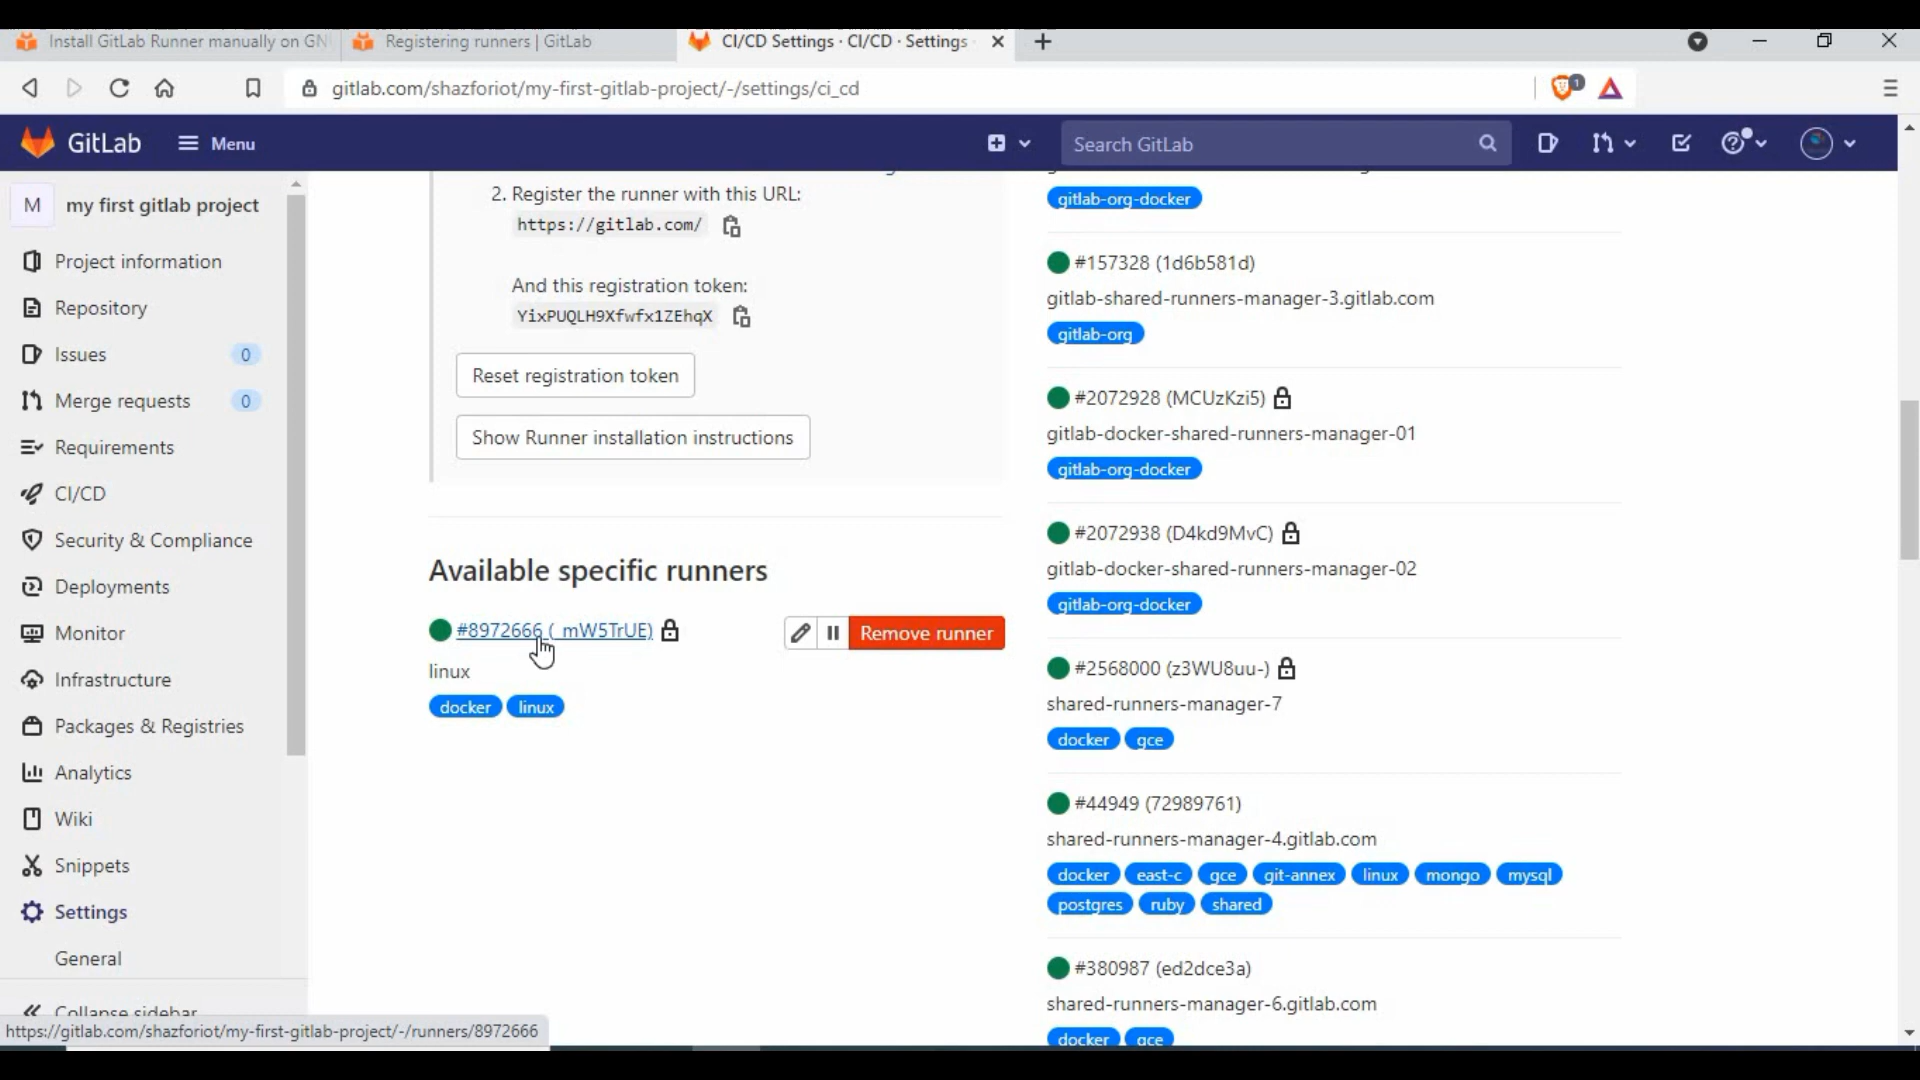 Install GitLab Runner manually on GN
Registering runners | GitLab
CI/CD Settings · CI/CD · Settings
gitlab.com/shazforiot/my-first-gitlab-project/-/settings/ci_cd
1
GitLab
Menu
Search GitLab
M
my first gitlab project
Project information
Repository
Issues 0
Merge requests 0
Requirements
CI/CD
Security & Compliance
Deployments
Monitor
Infrastructure
Packages & Registries
Analytics
Wiki
Snippets
Settings
General
Collapse sidebar
https://gitlab.com/shazforiot/my-first-gitlab-project/-/runners/8972666
2. Register the runner with this URL:
https://gitlab.com/
And this registration token:
YixPUQLH9Xfwfx1ZEhqX
Reset registration token
Show Runner installation instructions
Available specific runners
#8972666 (_mW5TrUE)
Remove runner
linux
docker linux
gitlab-org-docker
#157328 (1d6b581d)
gitlab-shared-runners-manager-3.gitlab.com
gitlab-org
#2072928 (MCUzKzi5)
gitlab-docker-shared-runners-manager-01
gitlab-org-docker
#2072938 (D4kd9MvC)
gitlab-docker-shared-runners-manager-02
gitlab-org-docker
#2568000 (z3WU8uu-)
shared-runners-manager-7
docker gce
#44949 (72989761)
shared-runners-manager-4.gitlab.com
docker east-c gce git-annex linux mongo mysql
postgres ruby shared
#380987 (ed2dce3a)
shared-runners-manager-6.gitlab.com
docker gce